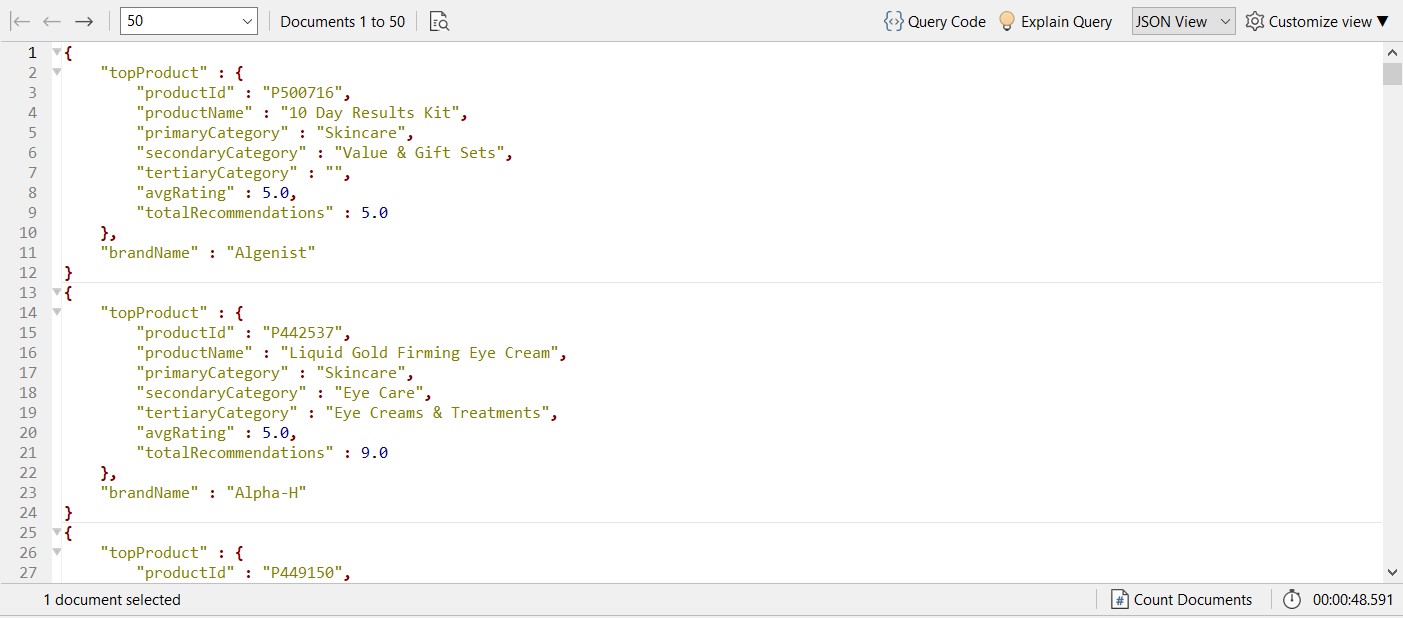 50 Documents 1 to 50 Query Code Explain Query JSON View Customize view
1 {
2 "topProduct" : {
3 "productId" : "P500716",
4 "productName" : "10 Day Results Kit",
5 "primaryCategory" : "Skincare",
6 "secondaryCategory" : "Value & Gift Sets",
7 "tertiaryCategory" : "",
8 "avgRating" : 5.0,
9 "totalRecommendations" : 5.0
10 },
11 "brandName" : "Algenist"
12 }
13 {
14 "topProduct" : {
15 "productId" : "P442537",
16 "productName" : "Liquid Gold Firming Eye Cream",
17 "primaryCategory" : "Skincare",
18 "secondaryCategory" : "Eye Care",
19 "tertiaryCategory" : "Eye Creams & Treatments",
20 "avgRating" : 5.0,
21 "totalRecommendations" : 9.0
22 },
23 "brandName" : "Alpha-H"
24 }
25 {
26 "topProduct" : {
27 "productId" : "P449150",
1 document selected # Count Documents 00:00:48.591